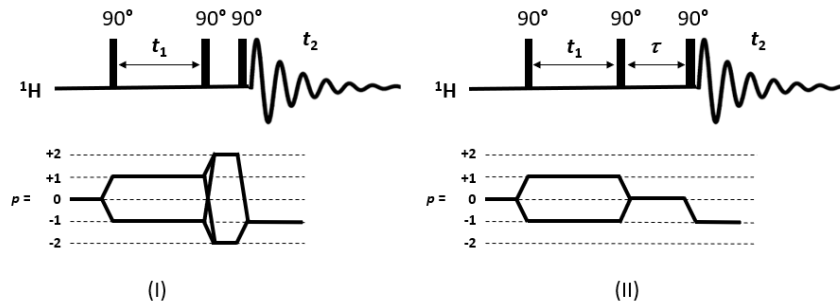 90° 90° 90° 90° 90° 90°
t₁ t₂ t₁ τ t₂
¹H ¹H
+2 +2
+1 +1
p = 0 p = 0
-1 -1
-2 -2
(I) (II)